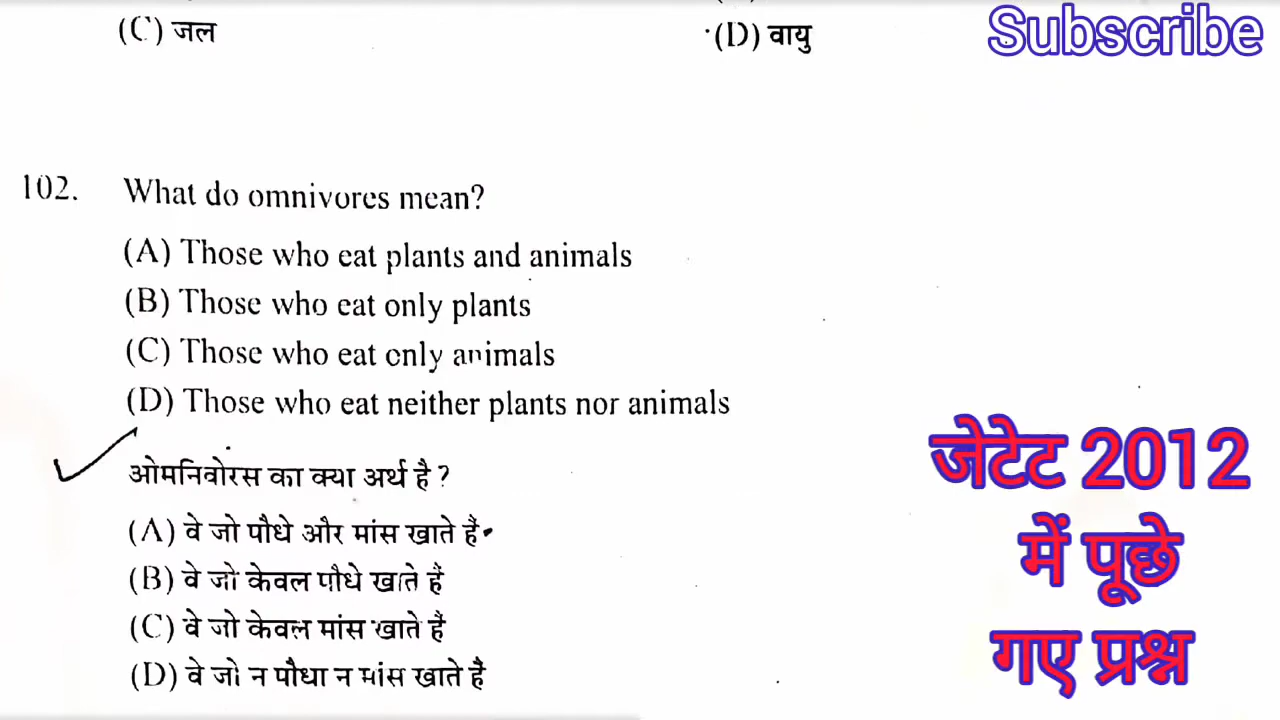 (C) जल
(D) वायु
Subscribe
102. What do omnivores mean?
(A) Those who eat plants and animals
(B) Those who eat only plants
(C) Those who eat only animals
(D) Those who eat neither plants nor animals
ओमनिवोरस का क्या अर्थ है ?
(A) वे जो पौधे और मांस खाते हैं
(B) वे जो केवल पौधे खाते हैं
(C) वे जो केवल मांस खाते हैं
(D) वे जो न पौधा न मांस खाते हैं
जेटेट 2012
में पूछे
गए प्रश्न